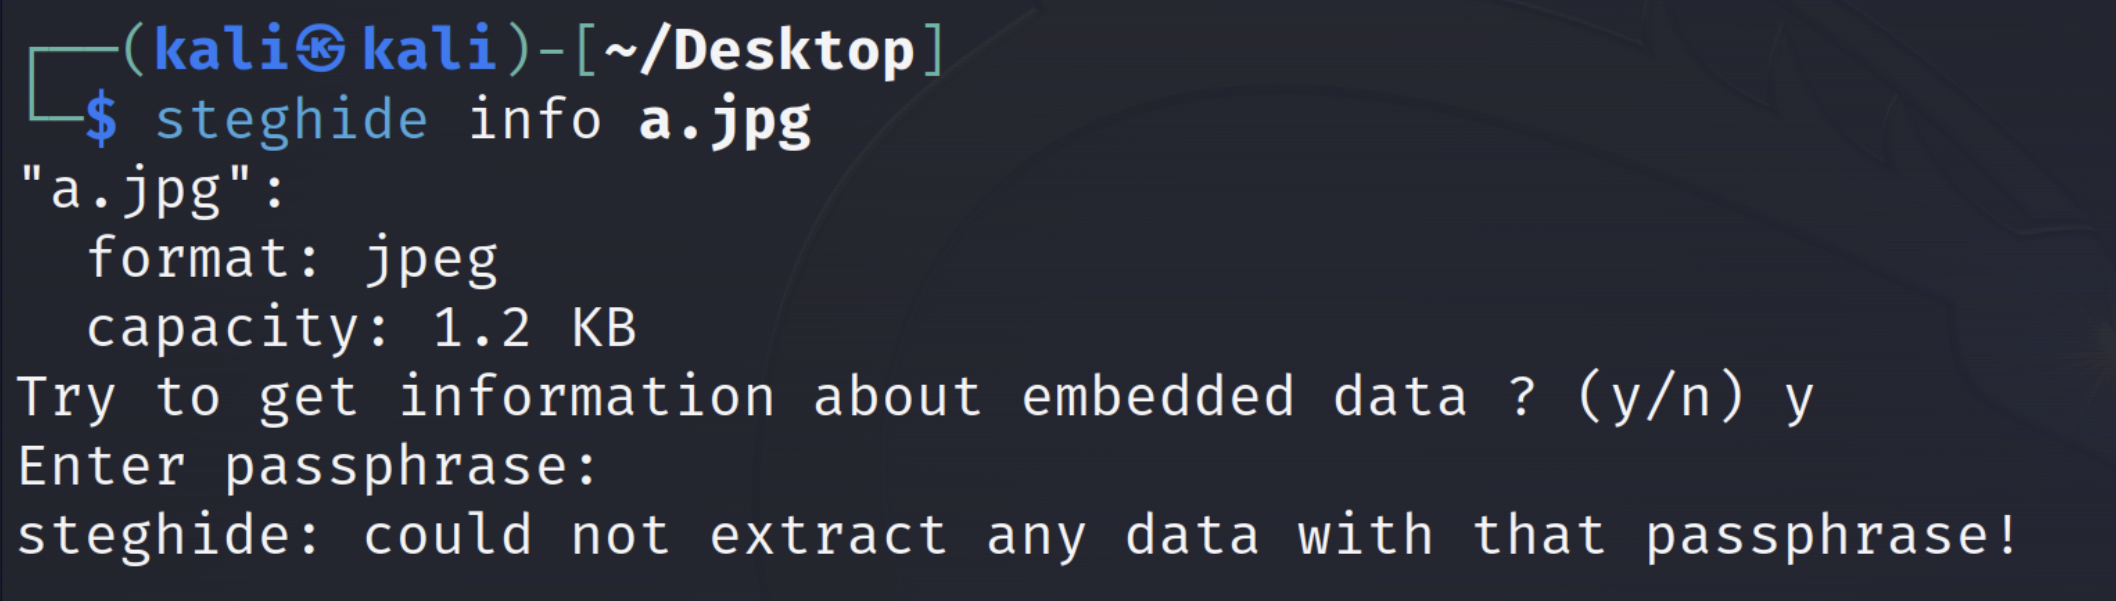 ┌──(kali㉿kali)-[~/Desktop]
└─$ steghide info a.jpg
"a.jpg":
  format: jpeg
  capacity: 1.2 KB
Try to get information about embedded data ? (y/n) y
Enter passphrase:
steghide: could not extract any data with that passphrase!